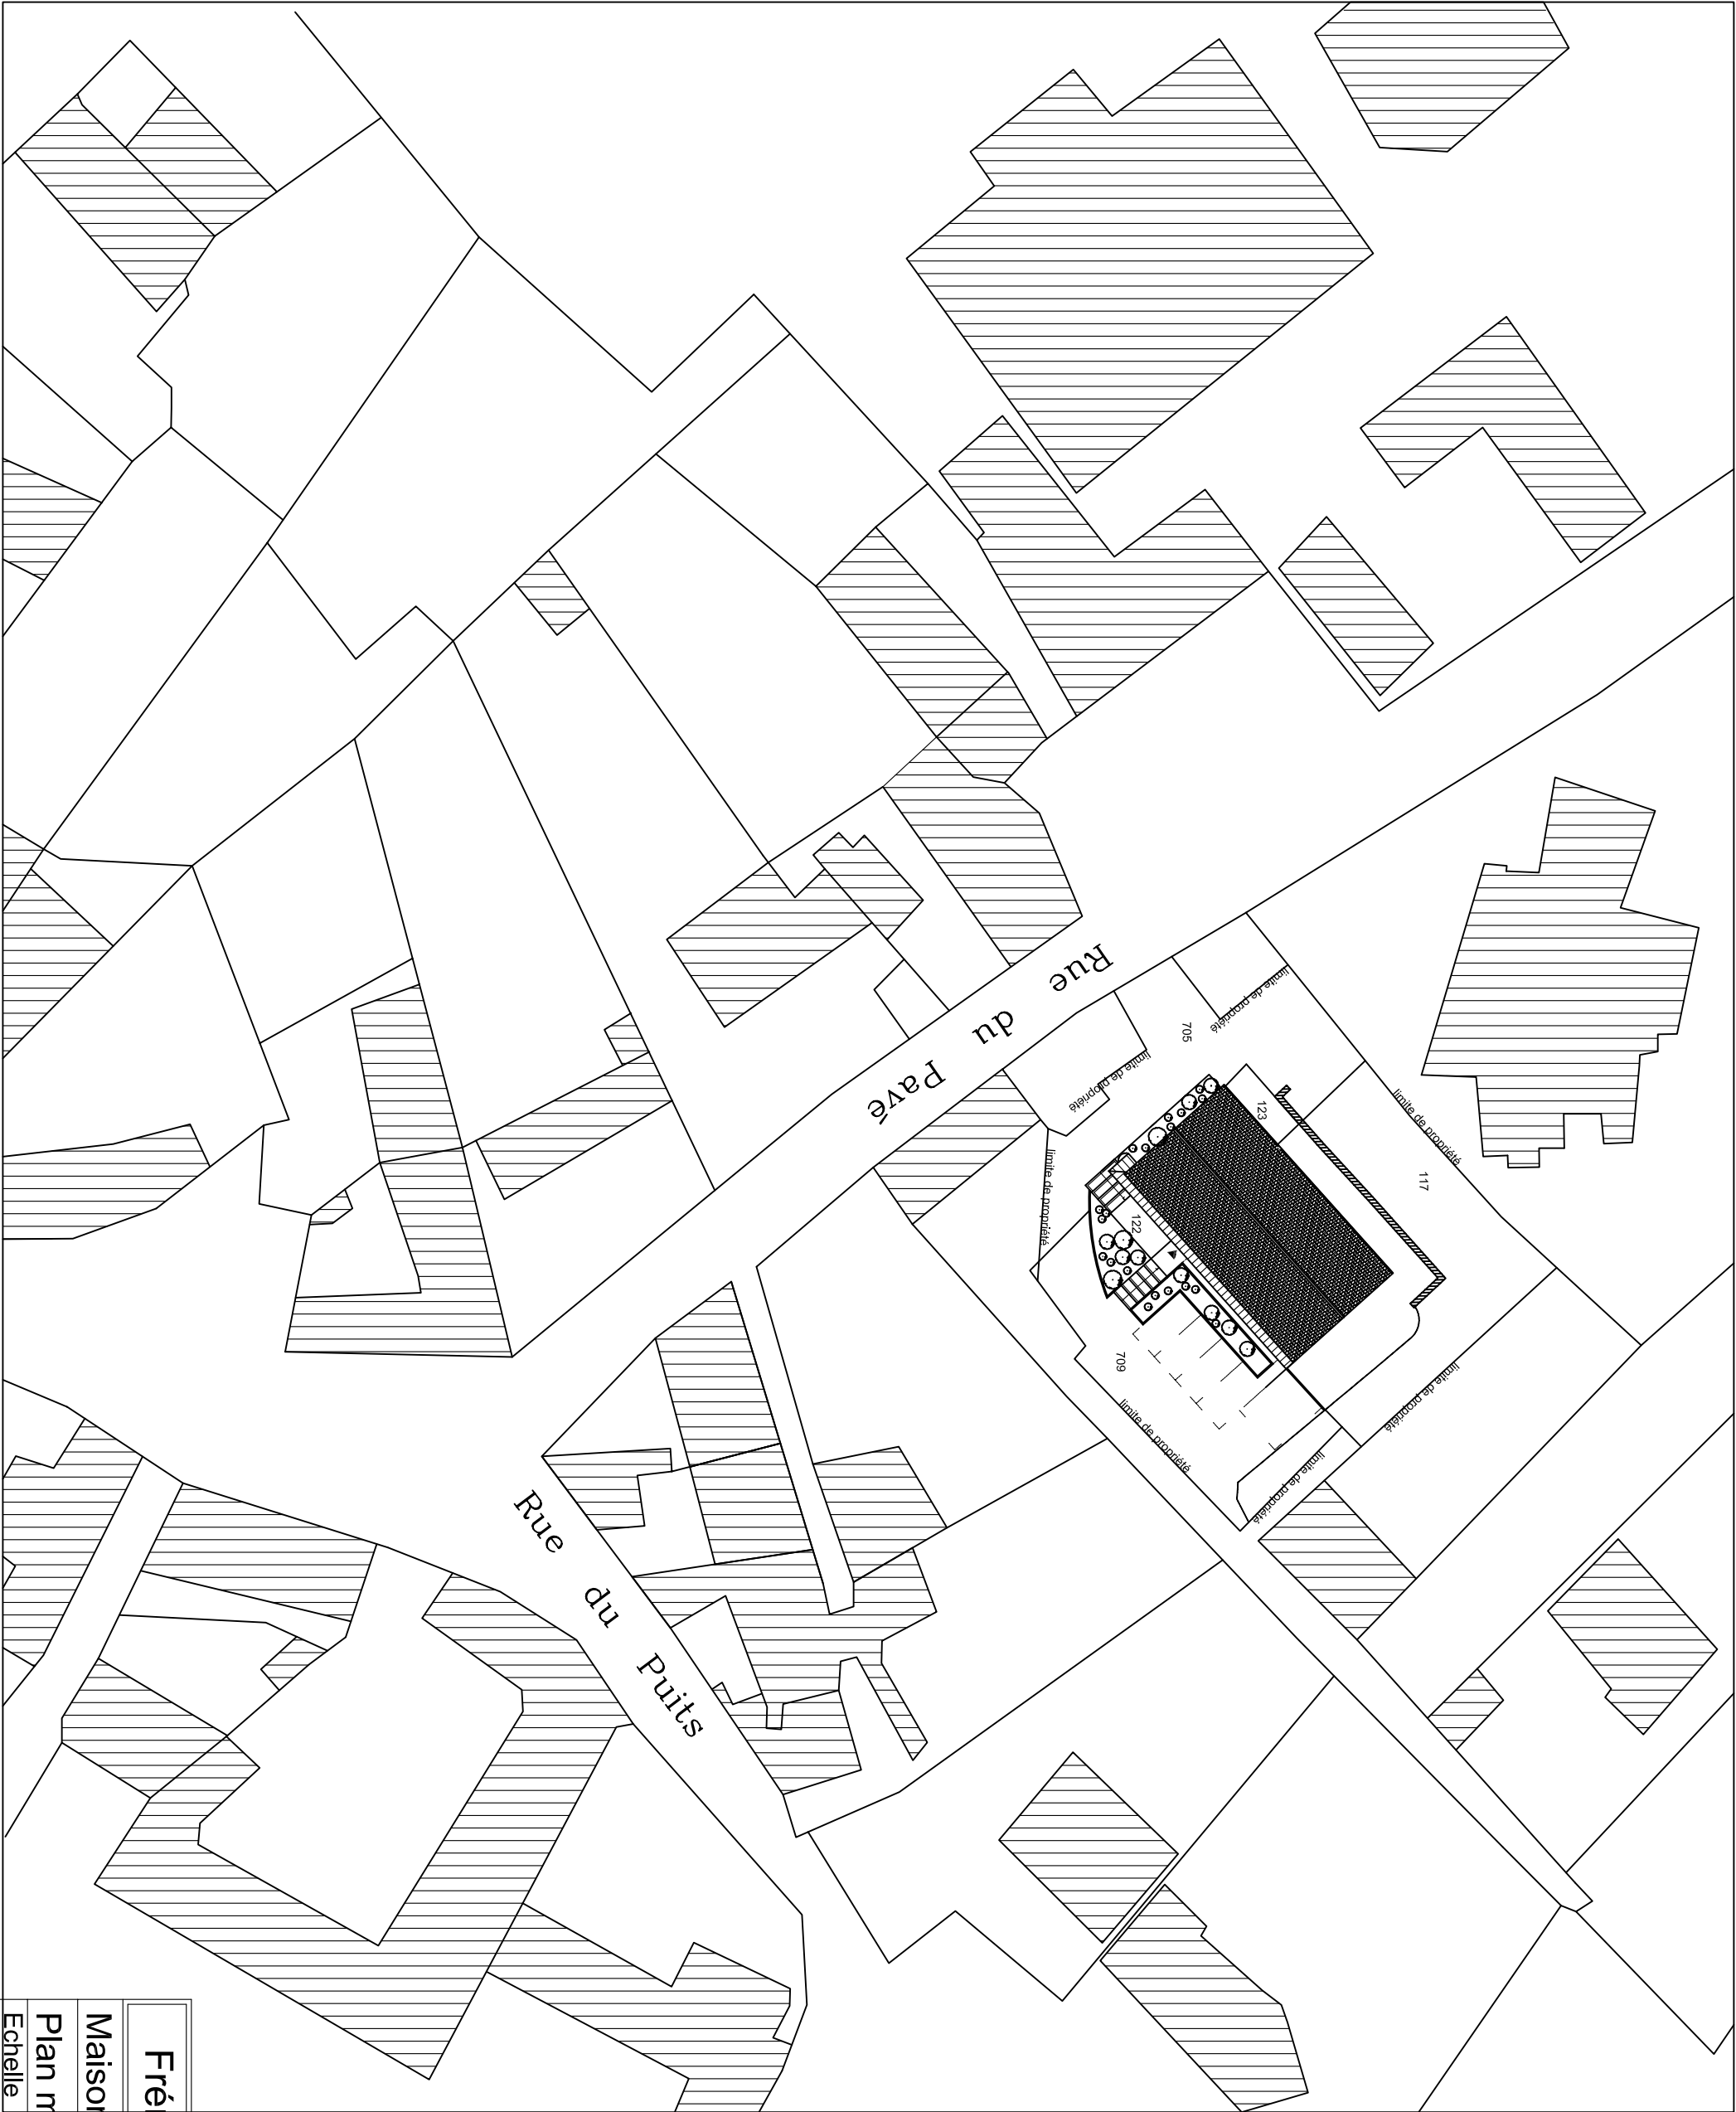 Rue du Pavé
Rue du Puits
limite de propriété
limite de propriété
limite de propriété
limite de propriété
limite de propriété
limite de propriété
limite de propriété
705
123
117
122
709
Fré
Maison
Plan m
Echelle